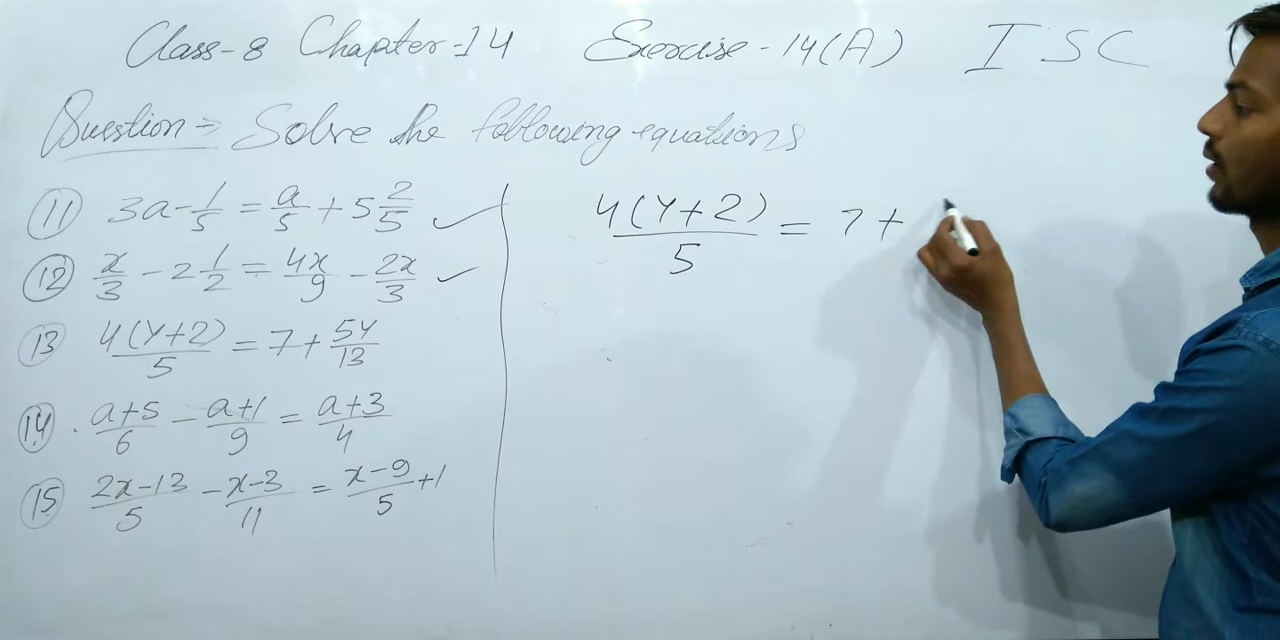 Class-8 Chapter-14 Exercise-14(A) ISC
Question⇒ Solve the following equations
(11) 3a-1/5 = a/5 + 5 2/5 ✓
(12) x/3 - 2 1/2 = 4x/9 - 2x/3 ✓
(13) 4(Y+2)/5 = 7 + 5Y/13
(14) . a+5/6 - a+1/9 = a+3/4
(15) 2x-13/5 - x-3/11 = x-9/5 + 1
4(Y+2)/5 = 7 +